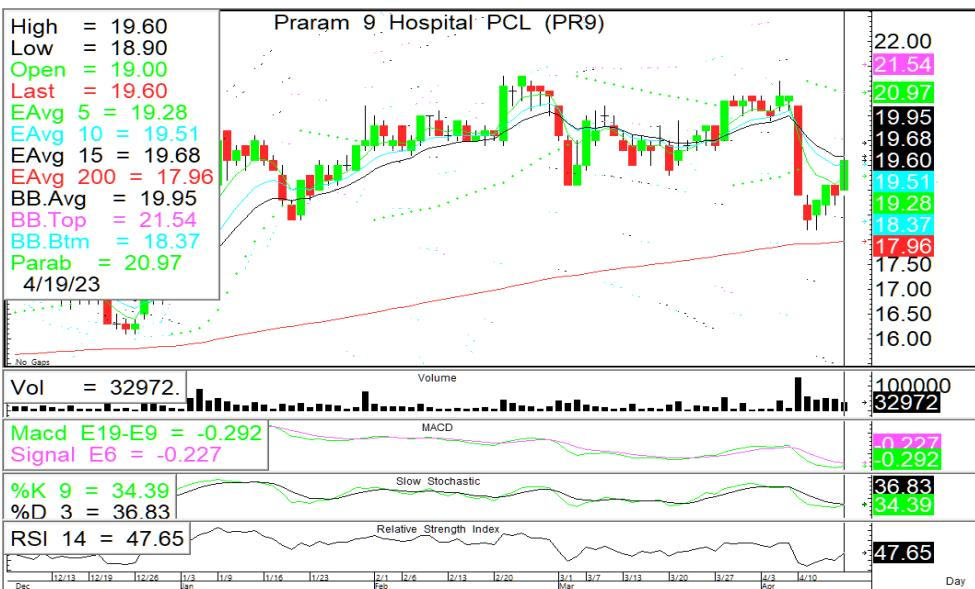 Praram 9 Hospital PCL (PR9)
High = 19.60
Low = 18.90
Open = 19.00
Last = 19.60
EAvg 5 = 19.28
EAvg 10 = 19.51
EAvg 15 = 19.68
EAvg 200 = 17.96
BB.Avg = 19.95
BB.Top = 21.54
BB.Btm = 18.37
Parab = 20.97
4/19/23
22.00
21.54
20.97
19.95
19.68
19.60
19.51
19.28
18.37
17.96
17.50
17.00
16.50
16.00
No Gaps
Volume
Vol = 32972.
100000
32972
MACD
Macd E19-E9 = -0.292
Signal E6 = -0.227
-0.227
-0.292
Slow Stochastic
%K 9 = 34.39
%D 3 = 36.83
36.83
34.39
Relative Strength Index
RSI 14 = 47.65
47.65
12/13 12/19 12/26 1/3 1/9 1/16 1/23 2/1 2/6 2/13 2/20 3/1 3/7 3/13 3/20 3/27 4/3 4/10
Dec Jan Feb Mar Apr Day